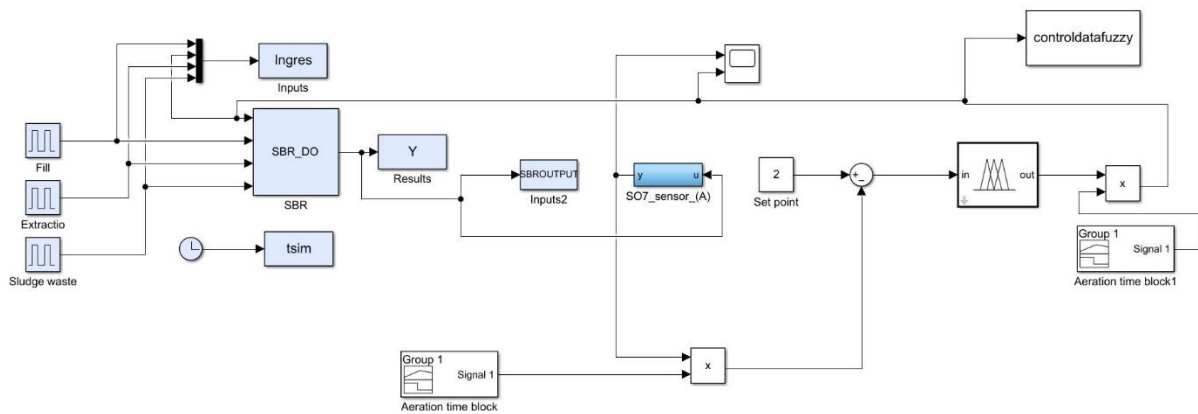 controldatafuzzy
Ingres
Inputs
Fill
SBR_DO
SBR
Y
Results
SBROUTPUT
Inputs2
y
u
SO7_sensor_(A)
2
Set point
+
-
in
out
x
Extractio
Group 1
Signal 1
Aeration time block1
tsim
Sludge waste
Group 1
Signal 1
Aeration time block
x